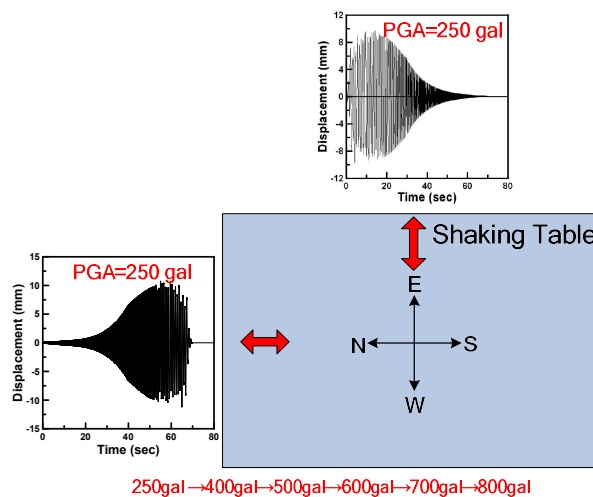 PGA=250 gal
12
8
4
0
-4
-8
-12
Displacement (mm)
0 20 40 60 80
Time (sec)
Shaking Table
E
N S
W
PGA=250 gal
15
10
5
0
-5
-10
-15
Displacement (mm)
0 20 40 60 80
Time (sec)
250gal→400gal→500gal→600gal→700gal→800gal